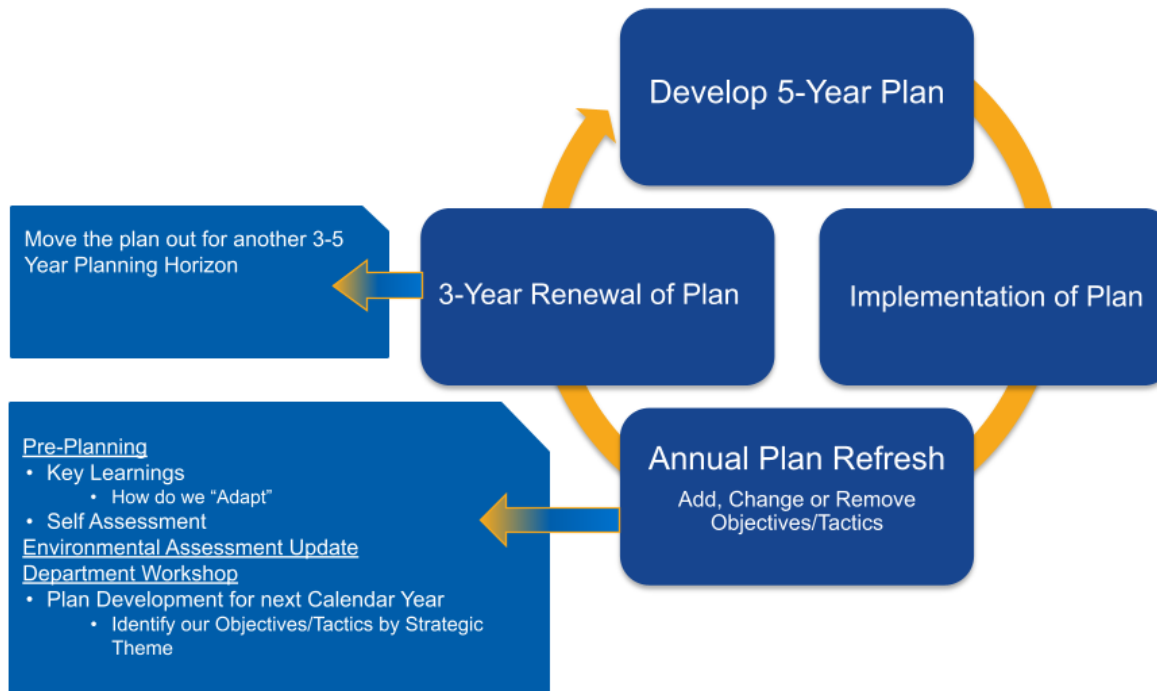 Develop 5-Year Plan
Move the plan out for another 3-5
Year Planning Horizon
3-Year Renewal of Plan
Implementation of Plan
Annual Plan Refresh
Add, Change or Remove
Objectives/Tactics
Pre-Planning
• Key Learnings
• How do we “Adapt”
• Self Assessment
Environmental Assessment Update
Department Workshop
• Plan Development for next Calendar Year
• Identify our Objectives/Tactics by Strategic
Theme